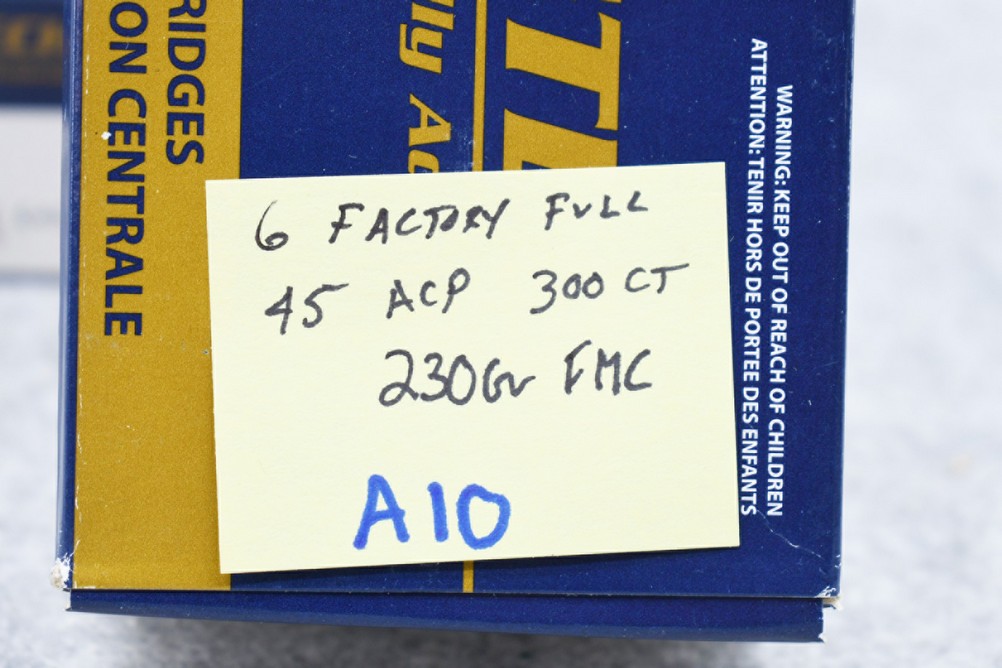 6 FACTORY FULL
45 ACP 300 CT
230Gr FMC
A10
RIDGES
ON CENTRALE
WARNING: KEEP OUT OF REACH OF CHILDREN
ATTENTION: TENIR HORS DE PORTEE DES ENFANTS